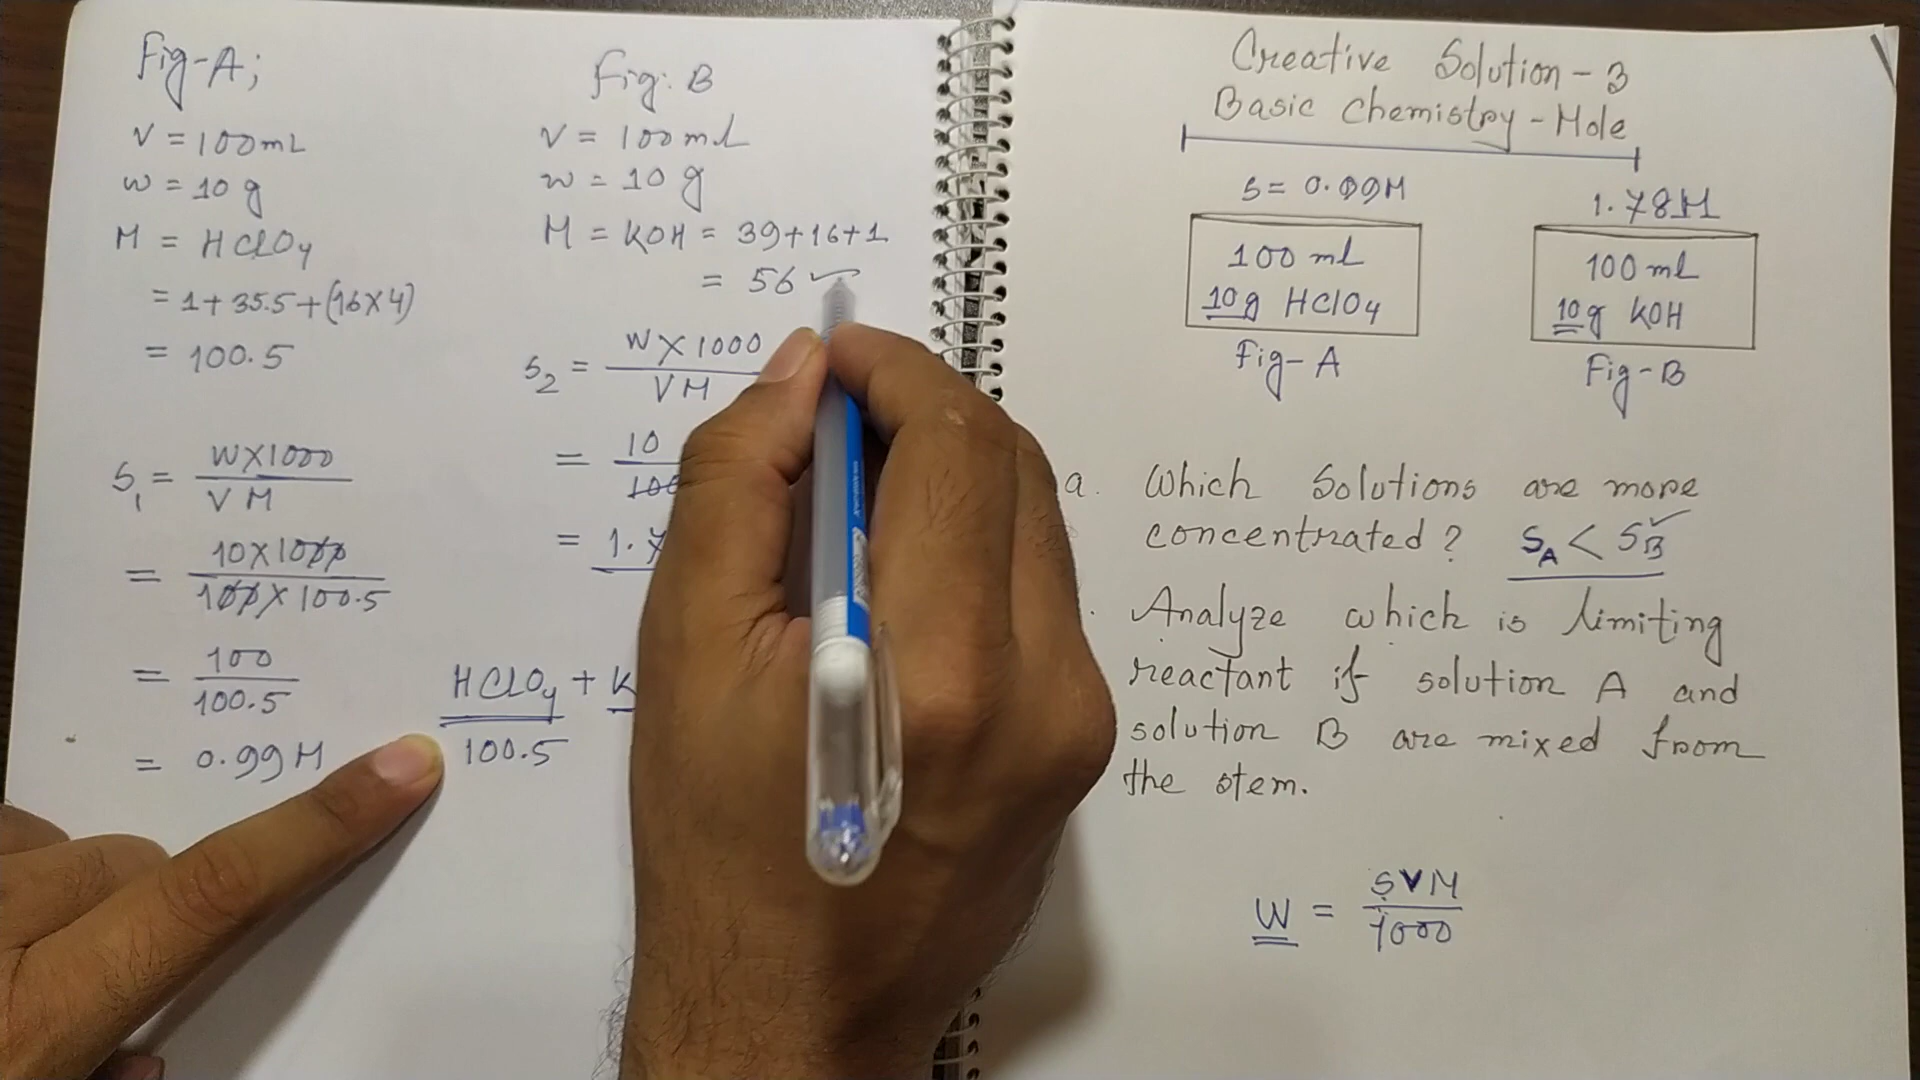 Fig-A;
V = 100mL
W = 10 g
M = HClO4
= 1+35.5+(16×4)
= 100.5
S1 = W×1000 / VM
= 10×1000 / 100×100.5
= 100 / 100.5
= 0.99M
Fig: B
V = 100ml
W = 10 g
M = KOH = 39+16+1
= 56 ✓
S2 = W×1000 / VM
= 10
= 1.7
HClO4 + K
100.5
Creative Solution-3
Basic Chemistry-Mole
S = 0.99M
100 ml
10g HClO4
Fig-A
1.78M
100 ml
10g KOH
Fig-B
a. Which Solutions are more
concentrated? SA < SB ✓
Analyze which is limiting
reactant if solution A and
solution B are mixed from
the stem.
W = SVM / 1000